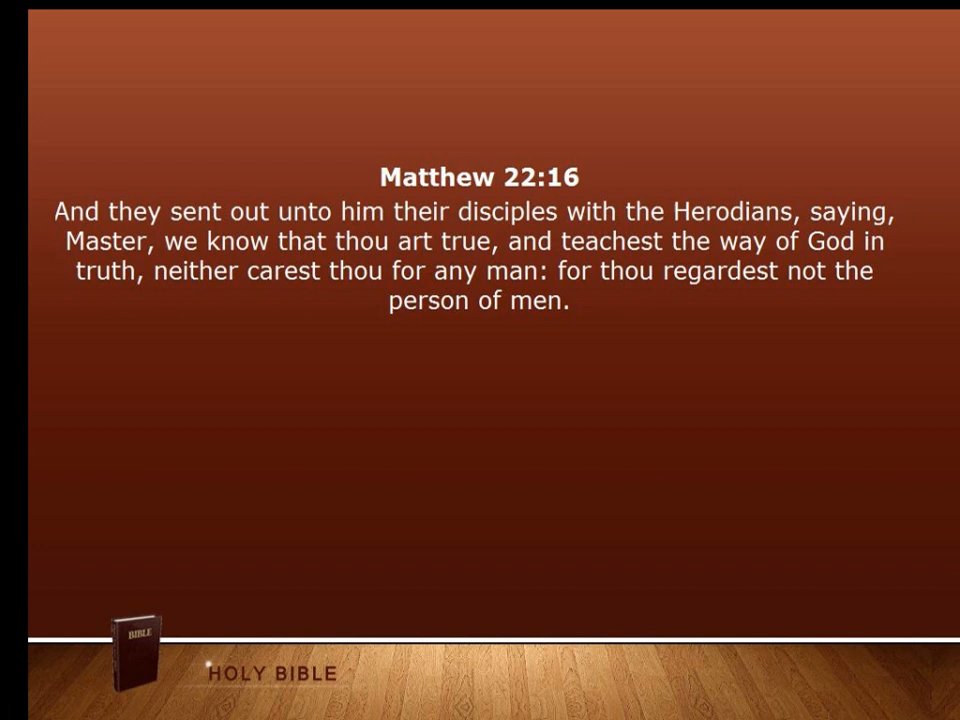 Matthew 22:16
And they sent out unto him their disciples with the Herodians, saying,
Master, we know that thou art true, and teachest the way of God in
truth, neither carest thou for any man: for thou regardest not the
person of men.
BIBLE
HOLY BIBLE